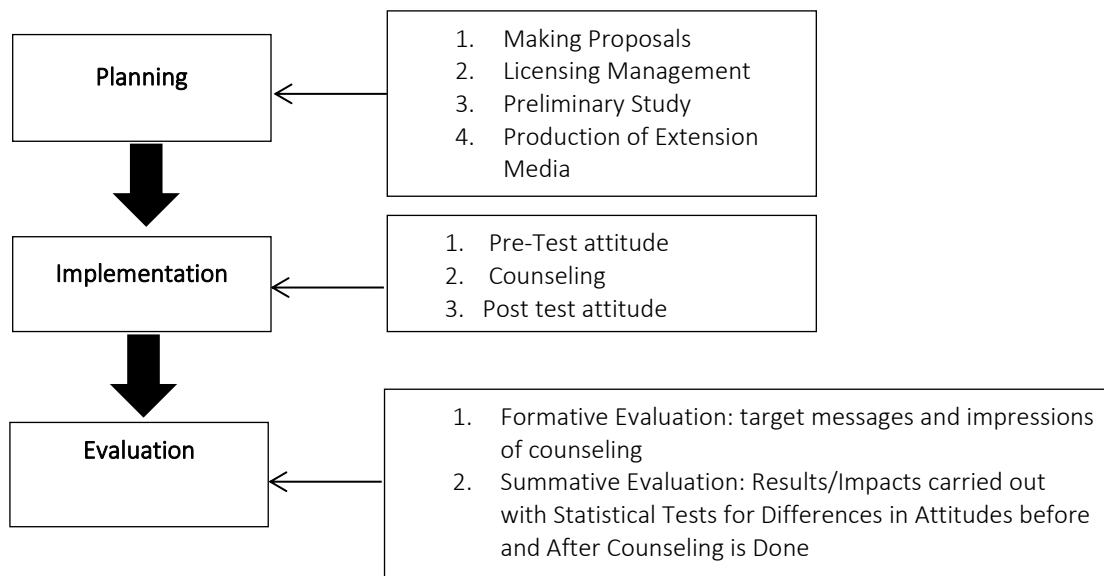 Planning
1. Making Proposals
2. Licensing Management
3. Preliminary Study
4. Production of Extension
Media
Implementation
1. Pre-Test attitude
2. Counseling
3. Post test attitude
Evaluation
1. Formative Evaluation: target messages and impressions
of counseling
2. Summative Evaluation: Results/Impacts carried out
with Statistical Tests for Differences in Attitudes before
and After Counseling is Done